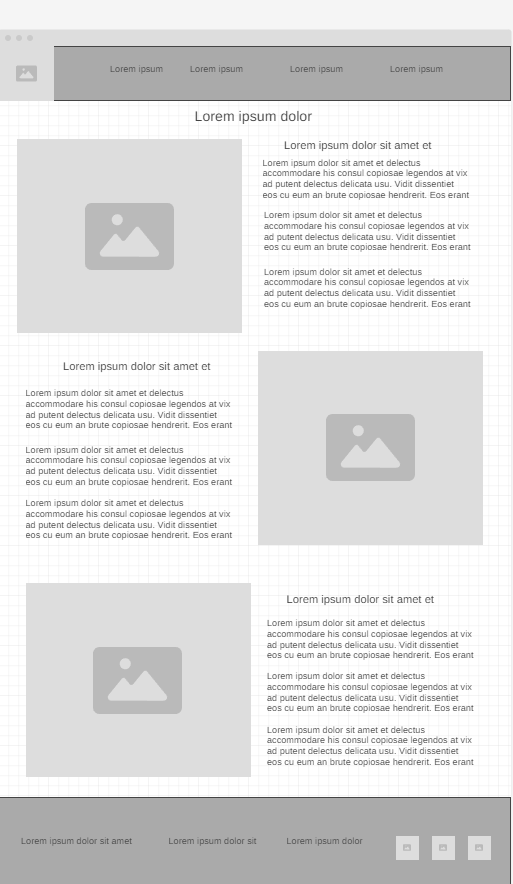 Lorem ipsum
Lorem ipsum
Lorem ipsum
Lorem ipsum
Lorem ipsum dolor
Lorem ipsum dolor sit amet et
Lorem ipsum dolor sit amet et delectus
accommodare his consul copiosae legendos at vix
ad putent delectus delicata usu. Vidit dissentiet
eos cu eum an brute copiosae hendrerit. Eos erant
Lorem ipsum dolor sit amet et delectus
accommodare his consul copiosae legendos at vix
ad putent delectus delicata usu. Vidit dissentiet
eos cu eum an brute copiosae hendrerit. Eos erant
Lorem ipsum dolor sit amet et delectus
accommodare his consul copiosae legendos at vix
ad putent delectus delicata usu. Vidit dissentiet
eos cu eum an brute copiosae hendrerit. Eos erant
Lorem ipsum dolor sit amet et
Lorem ipsum dolor sit amet et delectus
accommodare his consul copiosae legendos at vix
ad putent delectus delicata usu. Vidit dissentiet
eos cu eum an brute copiosae hendrerit. Eos erant
Lorem ipsum dolor sit amet et delectus
accommodare his consul copiosae legendos at vix
ad putent delectus delicata usu. Vidit dissentiet
eos cu eum an brute copiosae hendrerit. Eos erant
Lorem ipsum dolor sit amet et delectus
accommodare his consul copiosae legendos at vix
ad putent delectus delicata usu. Vidit dissentiet
eos cu eum an brute copiosae hendrerit. Eos erant
Lorem ipsum dolor sit amet et
Lorem ipsum dolor sit amet et delectus
accommodare his consul copiosae legendos at vix
ad putent delectus delicata usu. Vidit dissentiet
eos cu eum an brute copiosae hendrerit. Eos erant
Lorem ipsum dolor sit amet et delectus
accommodare his consul copiosae legendos at vix
ad putent delectus delicata usu. Vidit dissentiet
eos cu eum an brute copiosae hendrerit. Eos erant
Lorem ipsum dolor sit amet et delectus
accommodare his consul copiosae legendos at vix
ad putent delectus delicata usu. Vidit dissentiet
eos cu eum an brute copiosae hendrerit. Eos erant
Lorem ipsum dolor sit amet
Lorem ipsum dolor sit
Lorem ipsum dolor